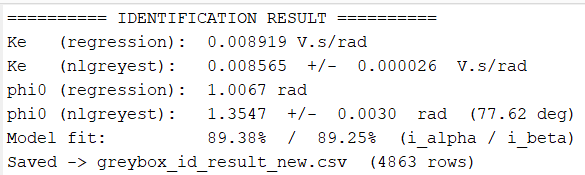 ========== IDENTIFICATION RESULT ==========
Ke   (regression):  0.008919 V.s/rad
Ke   (nlgreyest):   0.008565  +/-  0.000026  V.s/rad
phi0 (regression):  1.0067 rad
phi0 (nlgreyest):   1.3547  +/-  0.0030  rad  (77.62 deg)
Model fit:          89.38%  /  89.25%  (i_alpha / i_beta)
Saved -> greybox_id_result_new.csv  (4863 rows)